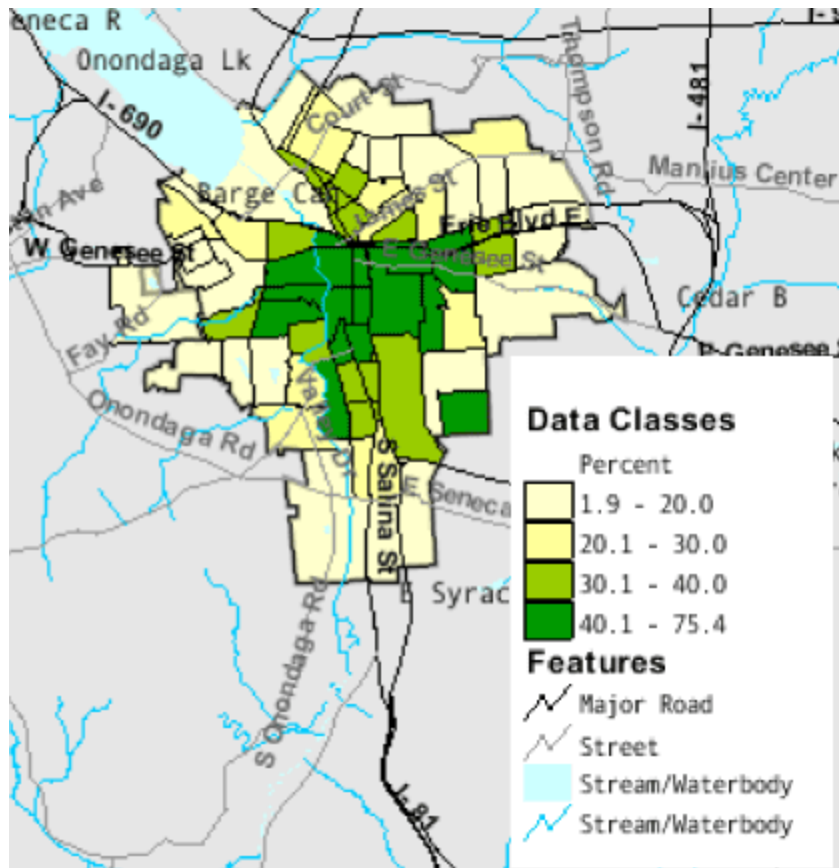 eneca R
Onondaga Lk
I-690
Court St
Thompson Rd
I-481
Manlius Center
Barge Ca
James St
Erie Blvd E
W Genesee St
E Genesee St
Cedar B
Fay Rd
Onondaga Rd
Valley Dr
S Salina St
E Seneca
E Syrac
S Onondaga Rd
I-81
Data Classes
Percent
1.9 - 20.0
20.1 - 30.0
30.1 - 40.0
40.1 - 75.4
Features
Major Road
Street
Stream/Waterbody
Stream/Waterbody